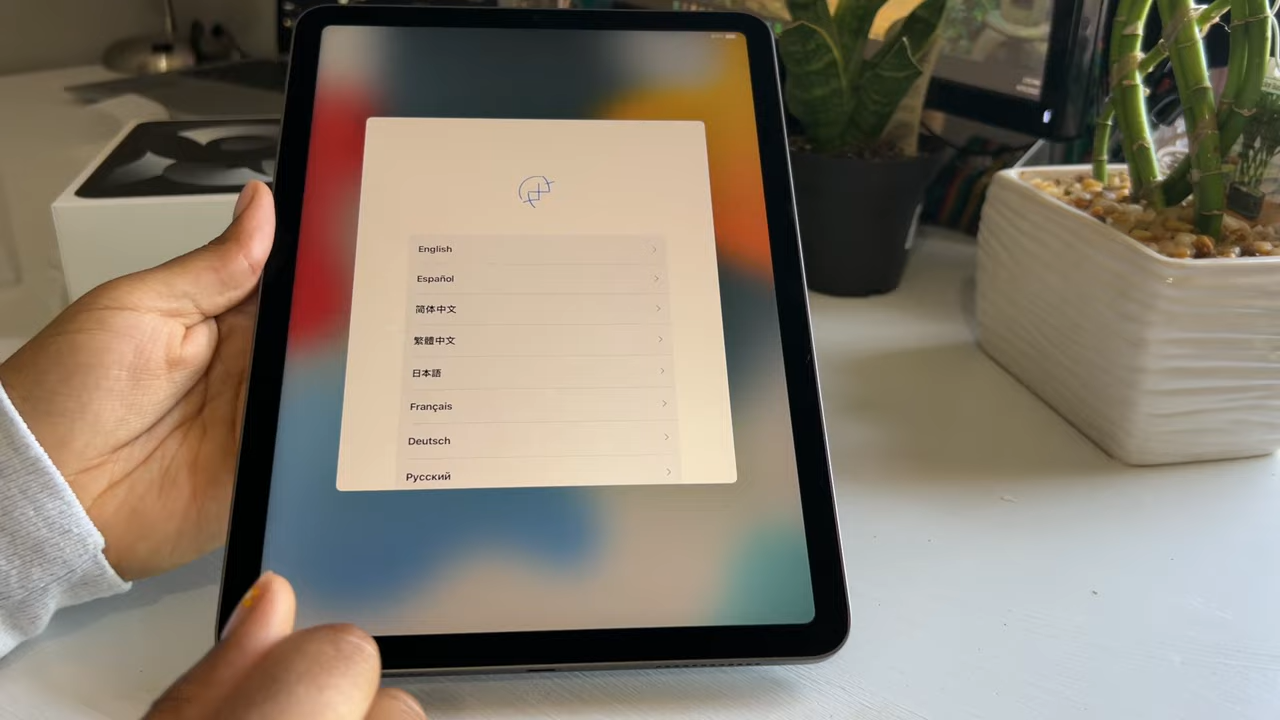 English
Español
简体中文
繁體中文
日本語
Français
Deutsch
Русский